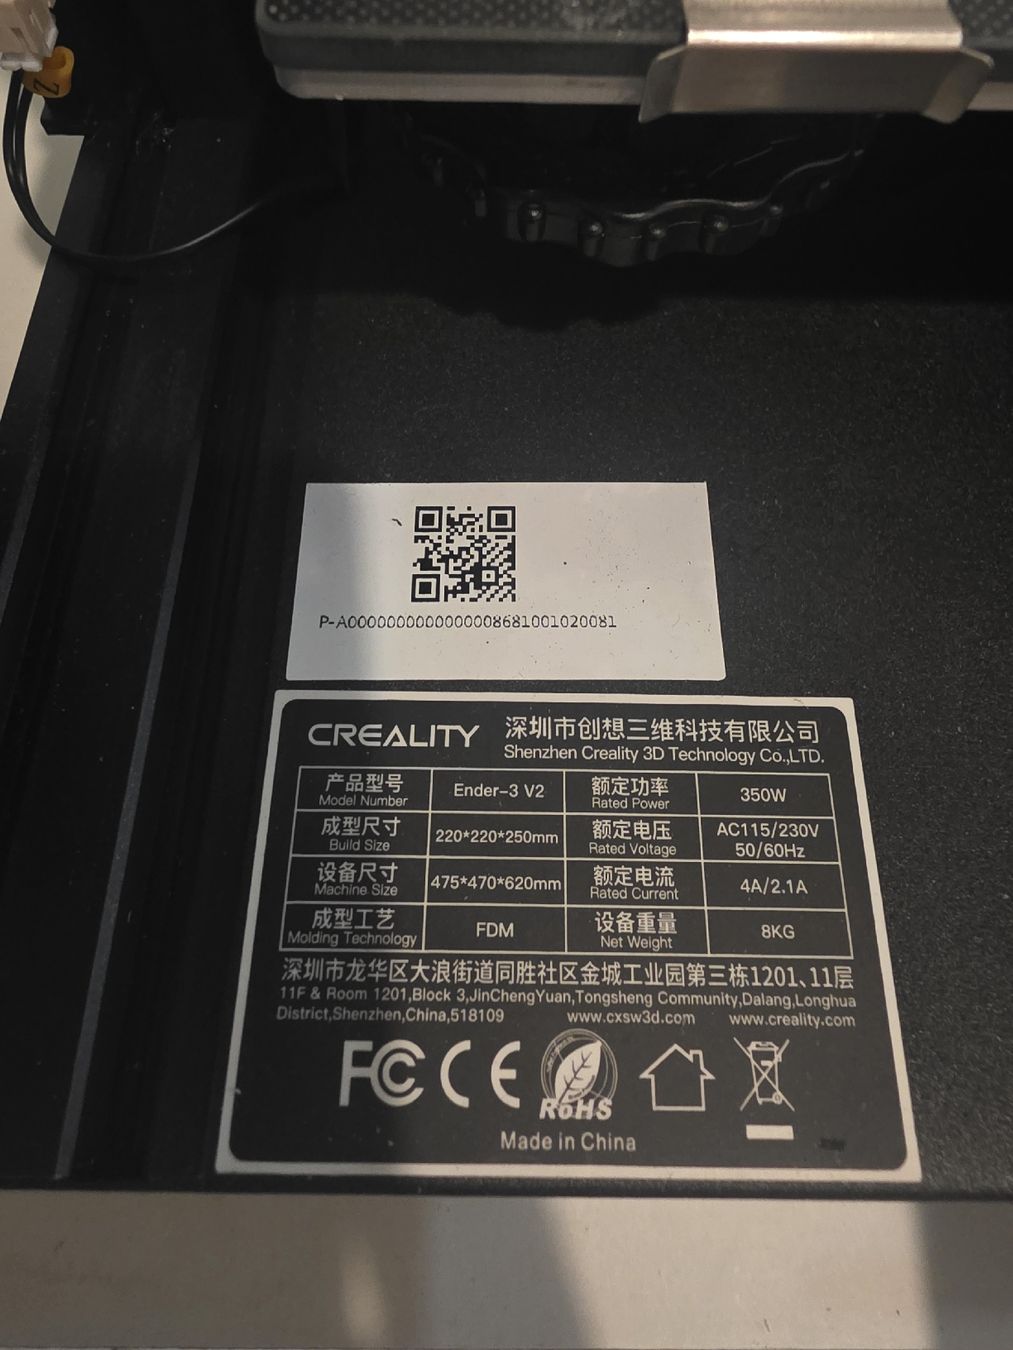 P-A0000000000000008681001020081
CREALITY 深圳市创想三维科技有限公司
Shenzhen Creality 3D Technology Co.,LTD.
产品型号 Ender-3 V2 额定功率 350W
Model Number Rated Power
成型尺寸 220*220*250mm 额定电压 AC115/230V
Build Size Rated Voltage 50/60Hz
设备尺寸 475*470*620mm 额定电流 4A/2.1A
Machine Size Rated Current
成型工艺 FDM 设备重量 8KG
Molding Technology Net Weight
深圳市龙华区大浪街道同胜社区金城工业园第三栋1201、11层
11F & Room 1201,Block 3,JinChengYuan,Tongsheng Community,Dalang,Longhua
District,Shenzhen,China,518109 www.cxsw3d.com www.creality.com
FC CE RoHS
Made in China